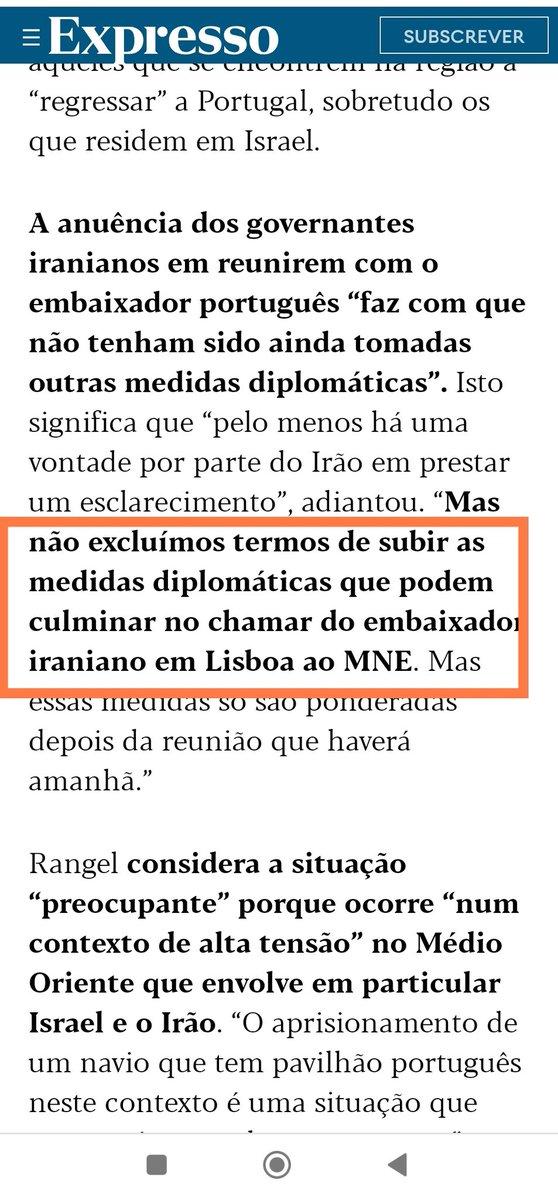 Expresso
SUBSCREVER
aqueles que se encontrem na região a
“regressar” a Portugal, sobretudo os
que residem em Israel.
A anuência dos governantes
iranianos em reunirem com o
embaixador português “faz com que
não tenham sido ainda tomadas
outras medidas diplomáticas”. Isto
significa que “pelo menos há uma
vontade por parte do Irão em prestar
um esclarecimento”, adiantou. “Mas
não excluímos termos de subir as
medidas diplomáticas que podem
culminar no chamar do embaixador
iraniano em Lisboa ao MNE. Mas
essas medidas só são ponderadas
depois da reunião que haverá
amanhã.”
Rangel considera a situação
“preocupante” porque ocorre “num
contexto de alta tensão” no Médio
Oriente que envolve em particular
Israel e o Irão. “O aprisionamento de
um navio que tem pavilhão português
neste contexto é uma situação que